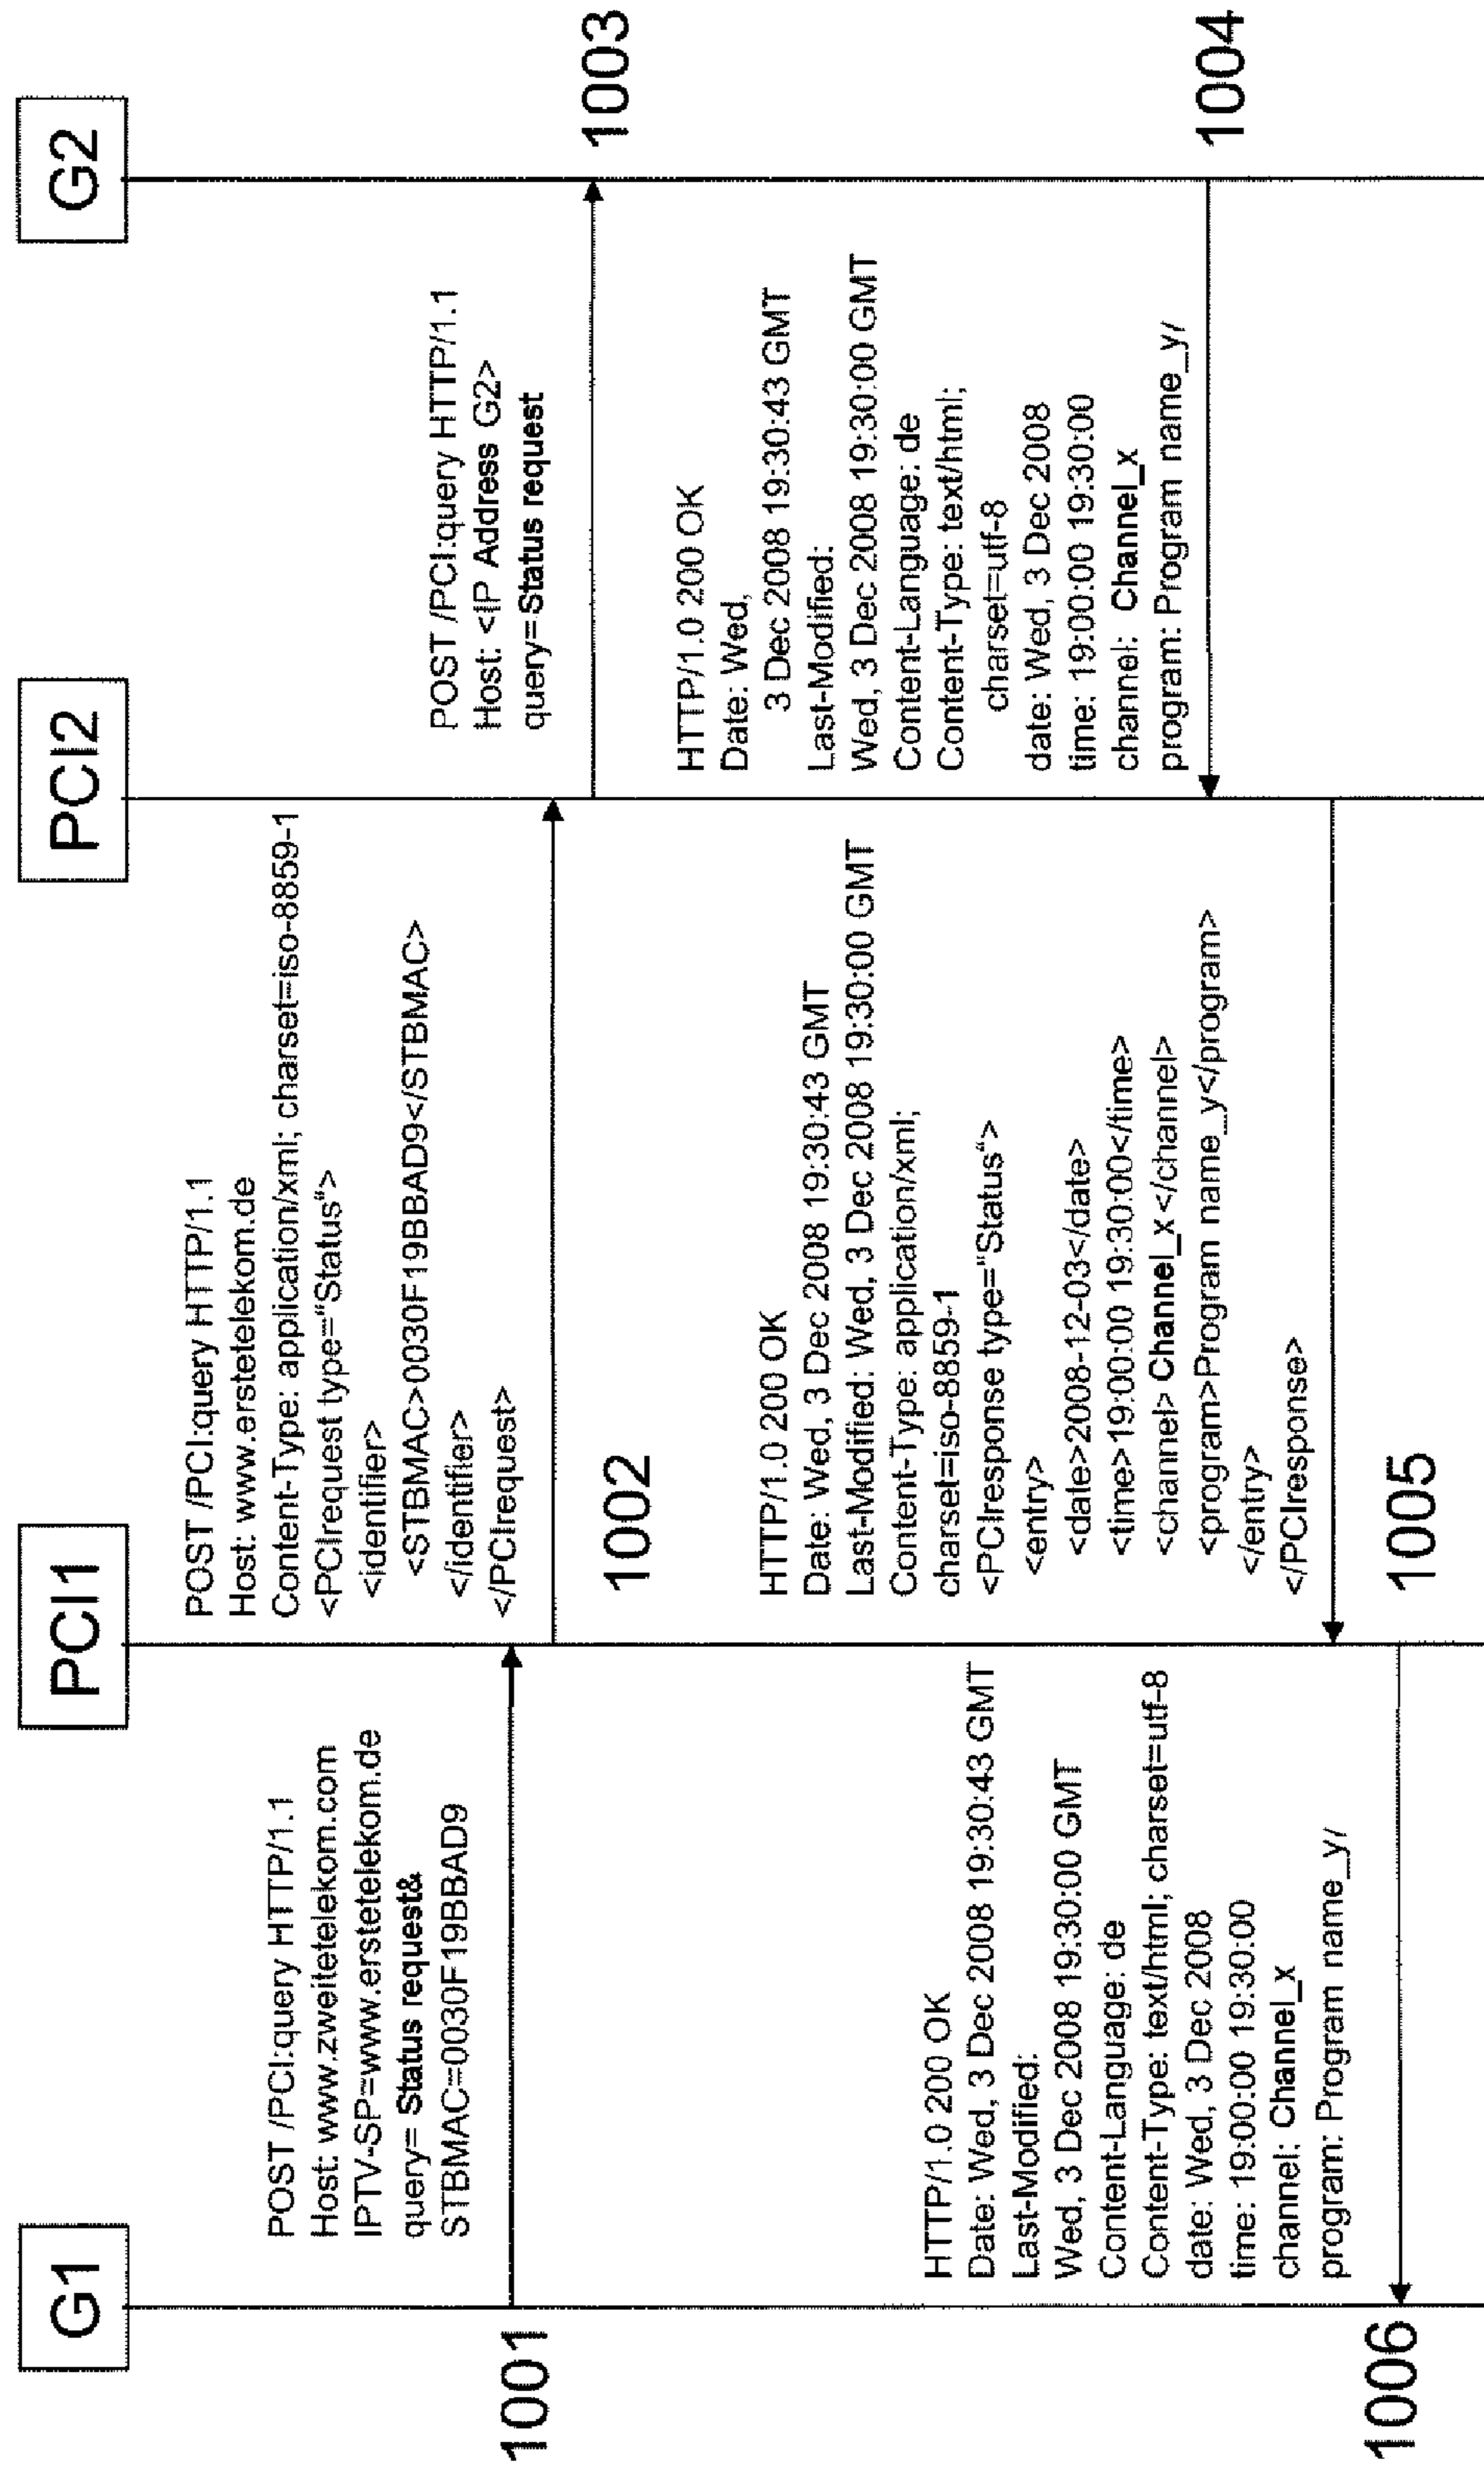 G1
PCI1
PCI2
G2
POST /PCI:query HTTP/1.1
Host: www.zweitetelekom.com
IPTV-SP=www.erstetelekom.de
query= Status request&
STBMAC=0030F19BBAD9
1001
POST /PCI:query HTTP/1.1
Host: www.erstetelekom.de
Content-Type: application/xml; charset=iso-8859-1
<PCIrequest type="Status“>
<identifier>
<STBMAC>0030F19BBAD9</STBMAC>
</identifier>
</PCIrequest>
1002
POST /PCI:query HTTP/1.1
Host: <IP Address G2>
query=Status request
1003
HTTP/1.0 200 OK
Date: Wed,
3 Dec 2008 19:30:43 GMT
Last-Modified:
Wed, 3 Dec 2008 19:30:00 GMT
Content-Language: de
Content-Type: text/html;
charset=utf-8
date: Wed, 3 Dec 2008
time: 19:00:00 19:30:00
channel: Channel_x
program: Program name_y/
1004
HTTP/1.0 200 OK
Date: Wed, 3 Dec 2008 19:30:43 GMT
Last-Modified: Wed, 3 Dec 2008 19:30:00 GMT
Content-Type: application/xml;
charset=iso-8859-1
<PCIresponse type="Status“>
<entry>
<date>2008-12-03</date>
<time>19:00:00 19:30:00</time>
<channel> Channel_x </channel>
<program>Program name_y</program>
</entry>
</PCIresponse>
1005
HTTP/1.0 200 OK
Date: Wed, 3 Dec 2008 19:30:43 GMT
Last-Modified:
Wed, 3 Dec 2008 19:30:00 GMT
Content-Language: de
Content-Type: text/html; charset=utf-8
date: Wed, 3 Dec 2008
time: 19:00:00 19:30:00
channel: Channel_x
program: Program name_y/
1006